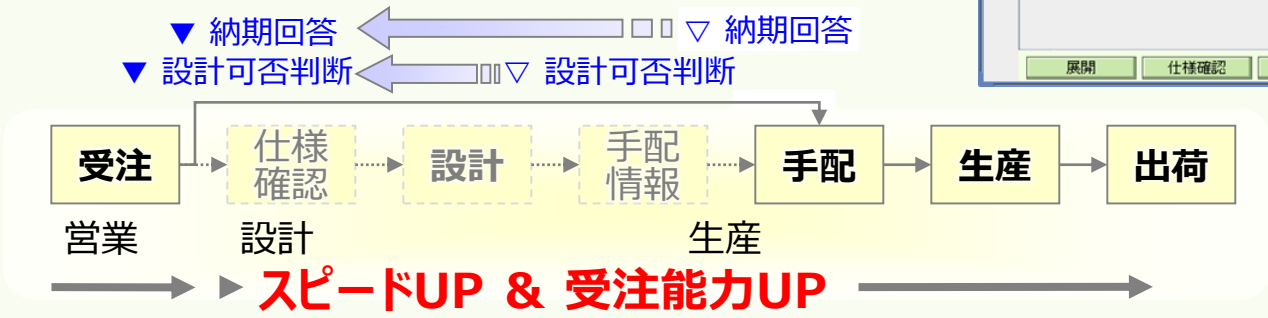 ▼ 納期回答 ▽ 納期回答
▼ 設計可否判断 ▽ 設計可否判断
展開 仕様確認
受注 仕様確認 設計 手配情報 手配 生産 出荷
営業 設計 生産
スピードUP & 受注能力UP